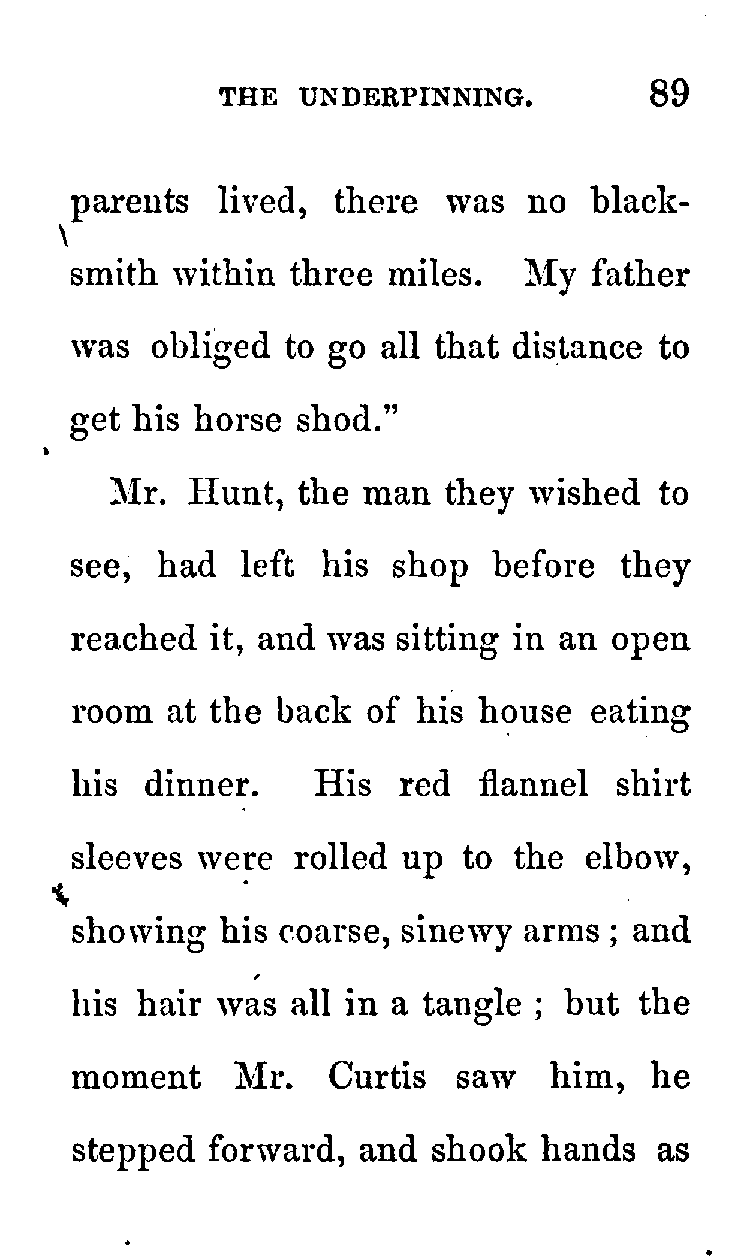 THE UNDERPINNING. 89
parents lived, there was no black-
smith within three miles. My father
was obliged to go all that distance to
get his horse shod.”
Mr. Hunt, the man they wished to
see, had left his shop before they
reached it, and was sitting in an open
room at the back of his house eating
his dinner. His red flannel shirt
sleeves were rolled up to the elbow,
showing his coarse, sinewy arms ; and
his hair was all in a tangle ; but the
moment Mr. Curtis saw him, he
stepped forward, and shook hands as